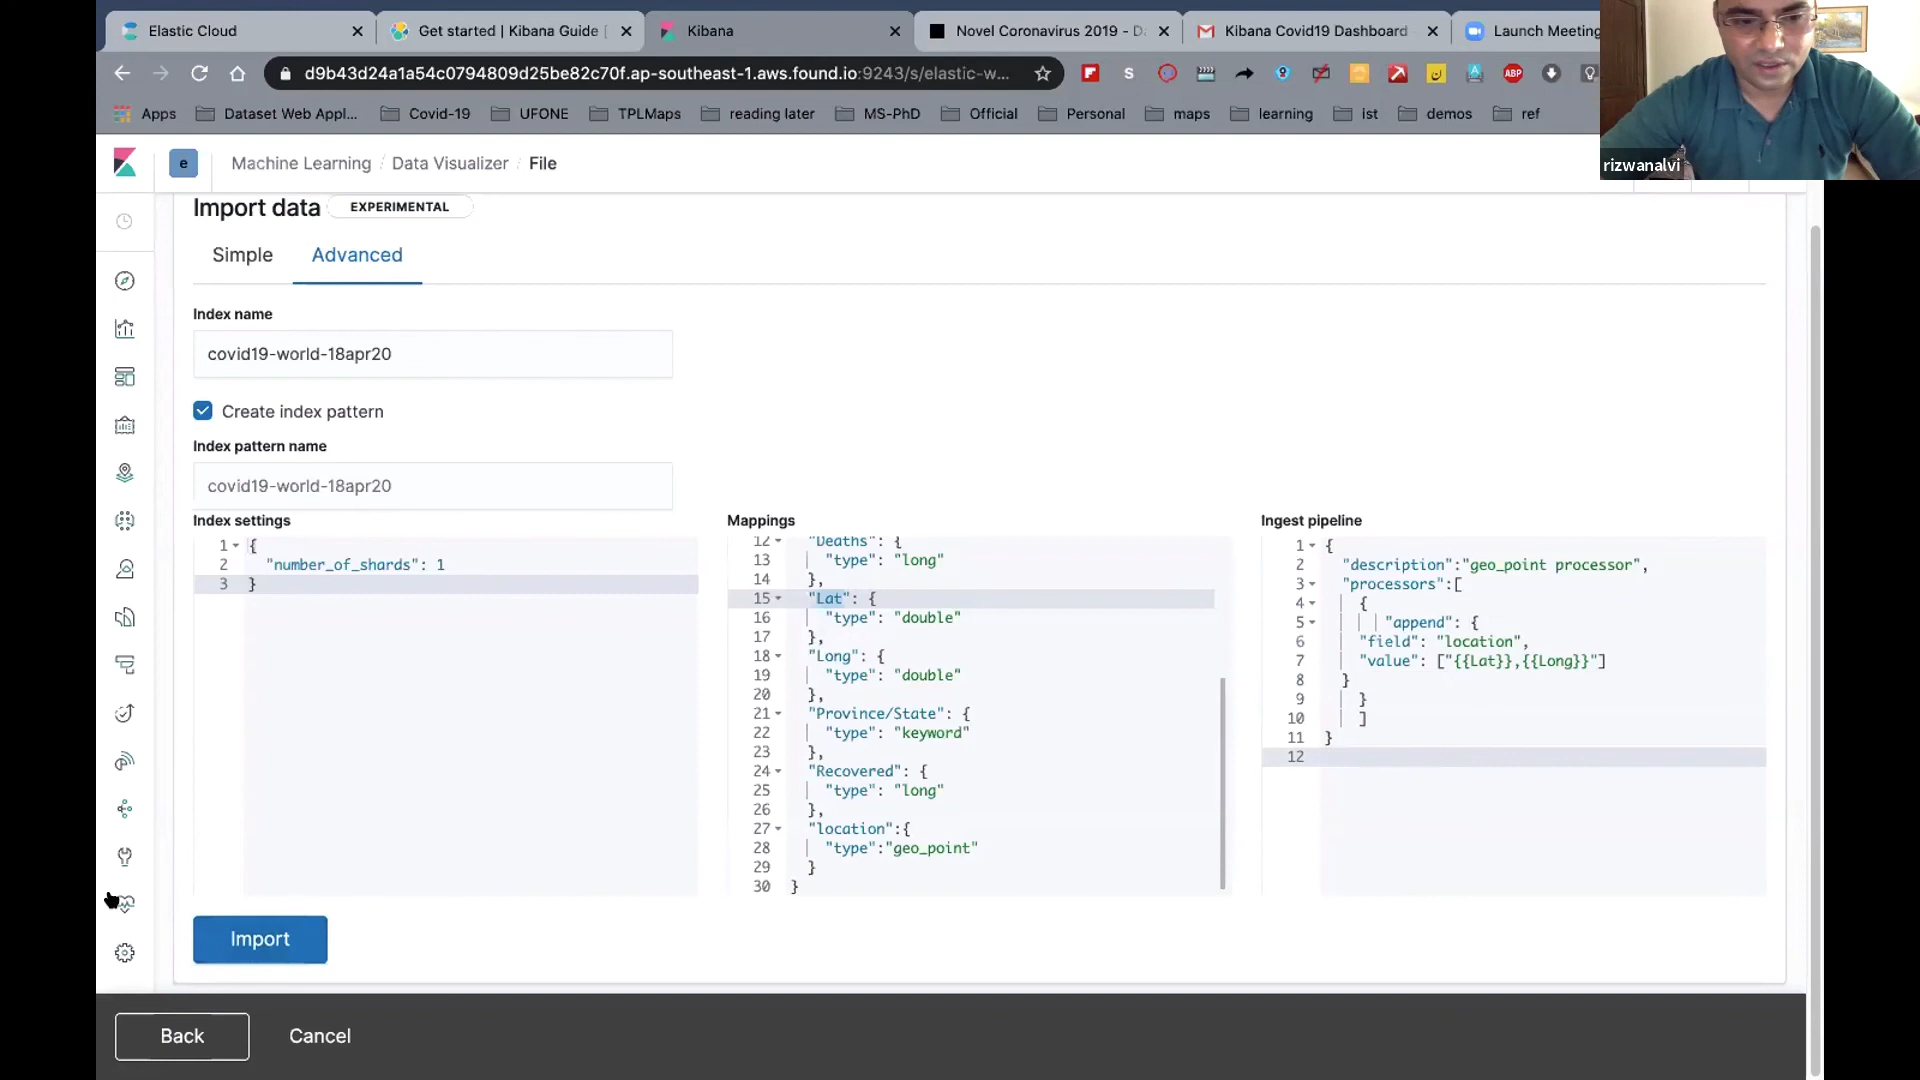 Elastic Cloud
Get started | Kibana Guide [
Kibana
Novel Coronavirus 2019 - D
Kibana Covid19 Dashboard
Launch Meeting
d9b43d24a1a54c0794809d25be82c70f.ap-southeast-1.aws.found.io:9243/s/elastic-w...
S
ABP
Apps
Dataset Web Appl...
Covid-19
UFONE
TPLMaps
reading later
MS-PhD
Official
Personal
maps
learning
ist
demos
ref
rizwanalvi
e
Machine Learning / Data Visualizer / File
Import data
EXPERIMENTAL
Simple
Advanced
Index name
covid19-world-18apr20
Create index pattern
Index pattern name
covid19-world-18apr20
Index settings
1 {
2 "number_of_shards": 1
3 }
Mappings
12 "Deaths": {
13 "type": "long"
14 },
15 "Lat": {
16 "type": "double"
17 },
18 "Long": {
19 "type": "double"
20 },
21 "Province/State": {
22 "type": "keyword"
23 },
24 "Recovered": {
25 "type": "long"
26 },
27 "location":{
28 "type":"geo_point"
29 }
30 }
Ingest pipeline
1 {
2 "description":"geo_point processor",
3 "processors":[
4 {
5 "append": {
6 "field": "location",
7 "value": ["{{Lat}},{{Long}}"]
8 }
9 }
10 ]
11 }
12
Import
Back
Cancel